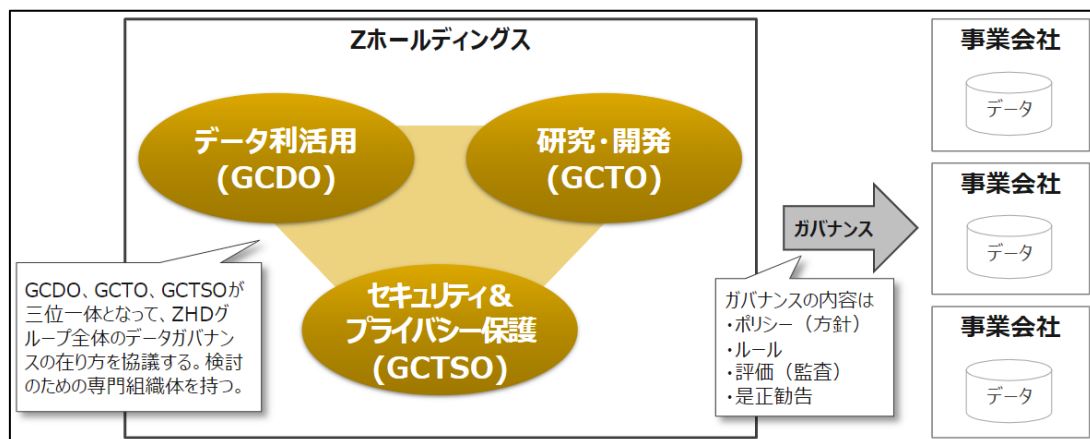 Zホールディングス
データ利活用
(GCDO)
研究・開発
(GCTO)
セキュリティ&
プライバシー保護
(GCTSO)
GCDO、GCTO、GCTSOが
三位一体となって、ZHDグ
ループ全体のデータガバナン
スの在り方を協議する。検討
のための専門組織体を持つ。
ガバナンス
ガバナンスの内容は
・ポリシー（方針）
・ルール
・評価（監査）
・是正勧告
事業会社
データ
事業会社
データ
事業会社
データ